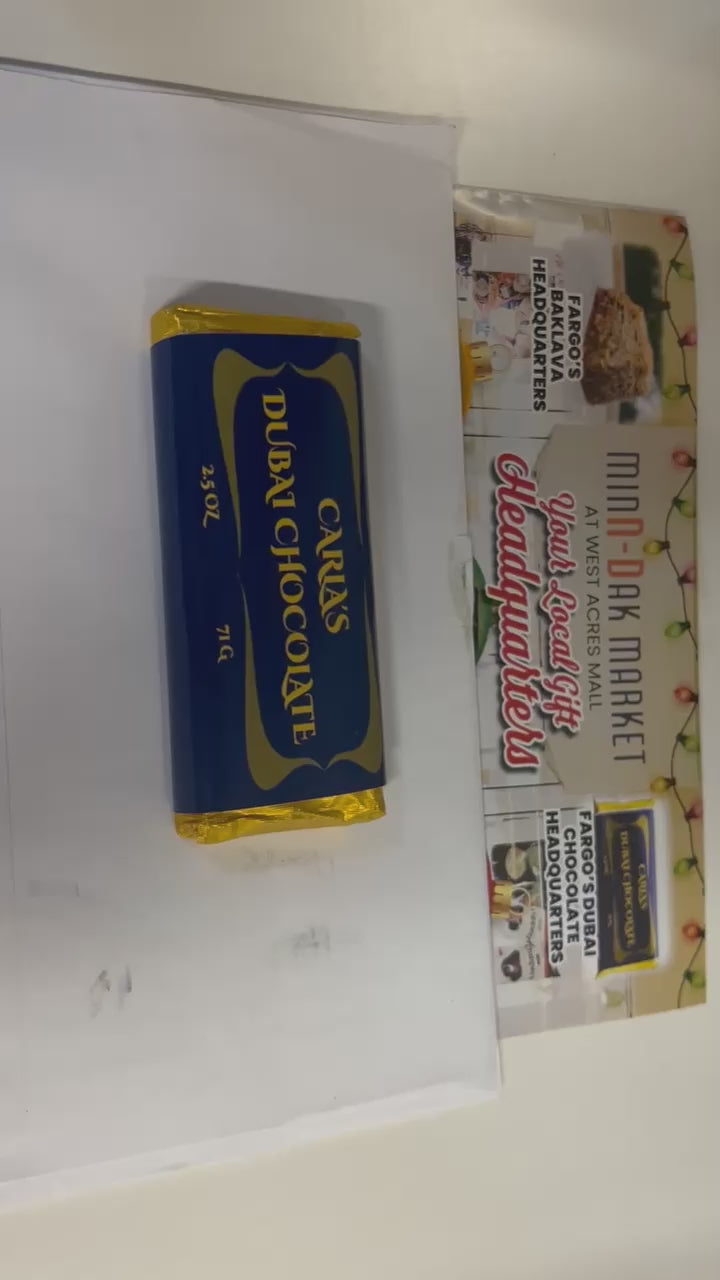 CARLA'S
DUBAI CHOCOLATE
2.5 OZ 71 G
MINN-DAK MARKET
AT WEST ACRES MALL
Your Local Gift
Headquarters
FARGO'S
BAKLAVA
HEADQUARTERS
FARGO'S DUBAI
CHOCOLATE
HEADQUARTERS
CARLA'S
DUBAI CHOCOLATE